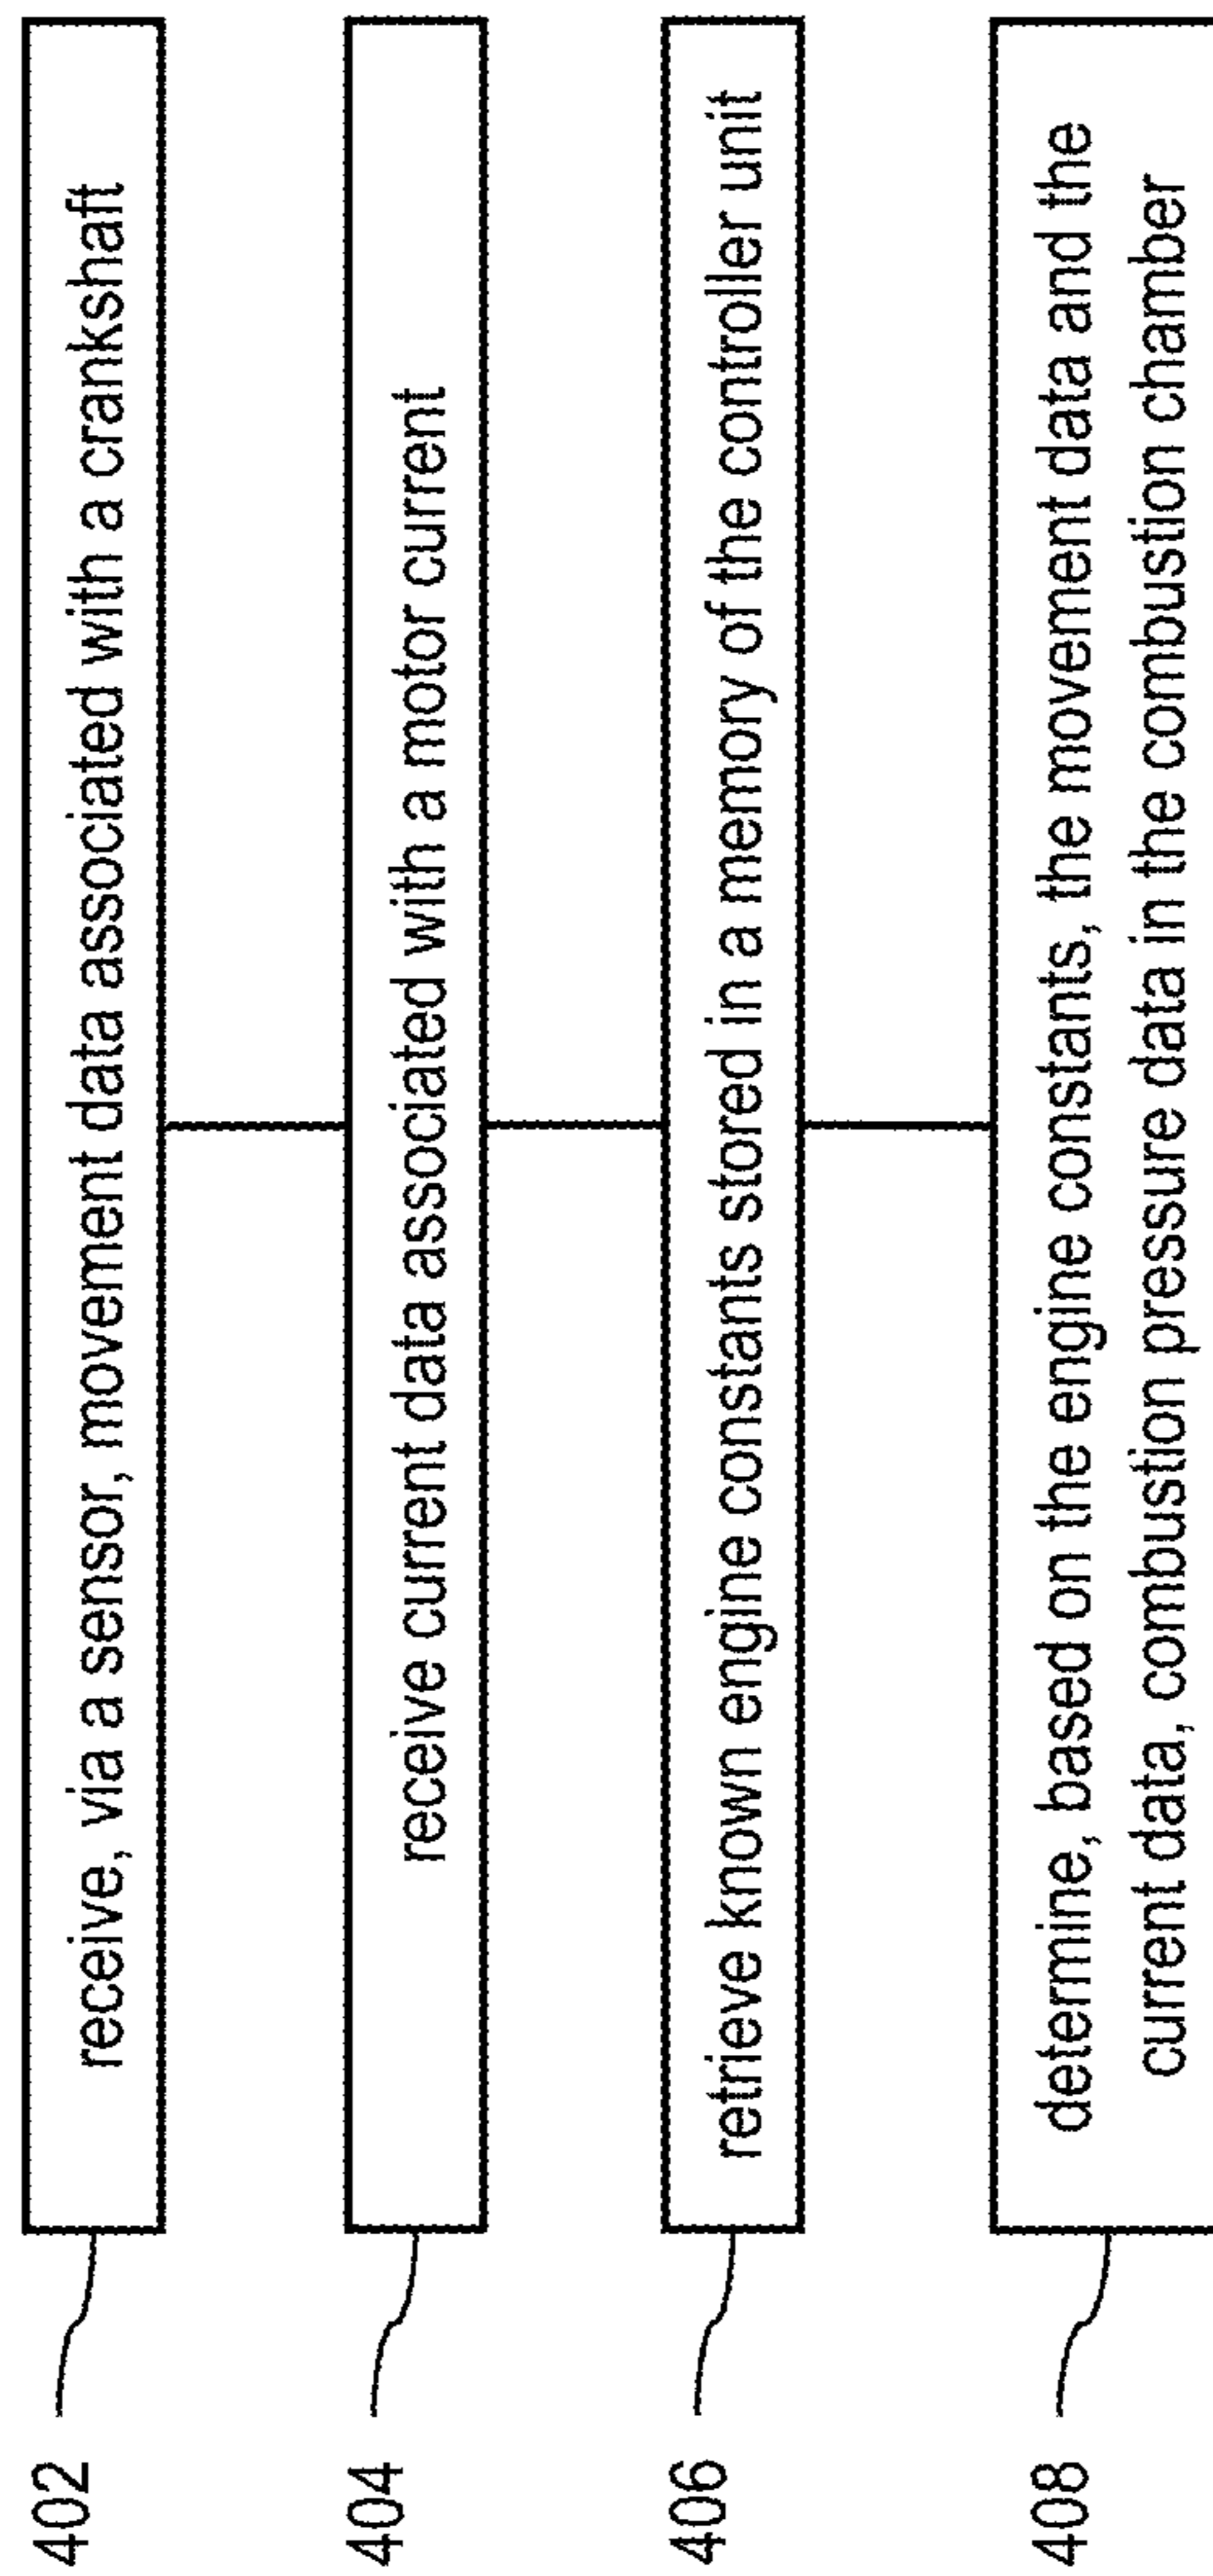 402
receive, via a sensor, movement data associated with a crankshaft
404
receive current data associated with a motor current
406
retrieve known engine constants stored in a memory of the controller unit
408
determine, based on the engine constants, the movement data and the
current data, combustion pressure data in the combustion chamber